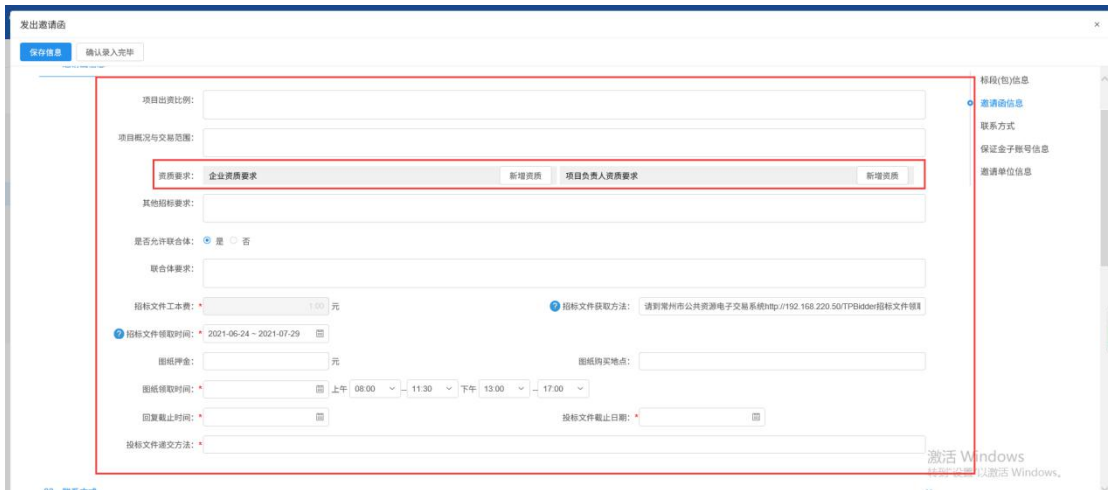 发出邀请函
×
保存信息 确认录入完毕
标段(包)信息
项目出资比例:
邀请函信息
联系方式
项目概况与交易范围:
保证金子账号信息
资质要求: 企业资质要求 新增资质 项目负责人资质要求 新增资质
邀请单位信息
其他招标要求:
是否允许联合体: 是 否
联合体要求:
招标文件工本费: * 1.00 元 ? 招标文件获取方法: 请到常州市公共资源电子交易系统http://192.168.220.50/TPBidder招标文件领取
? 招标文件领取时间: * 2021-06-24 ~ 2021-07-29
图纸押金: 元 图纸购买地点:
图纸领取时间: * 上午 08:00 – 11:30 下午 13:00 – 17:00
回复截止时间: * 投标文件截止日期: *
投标文件递交方法: *
激活 Windows
转到"设置"以激活 Windows。